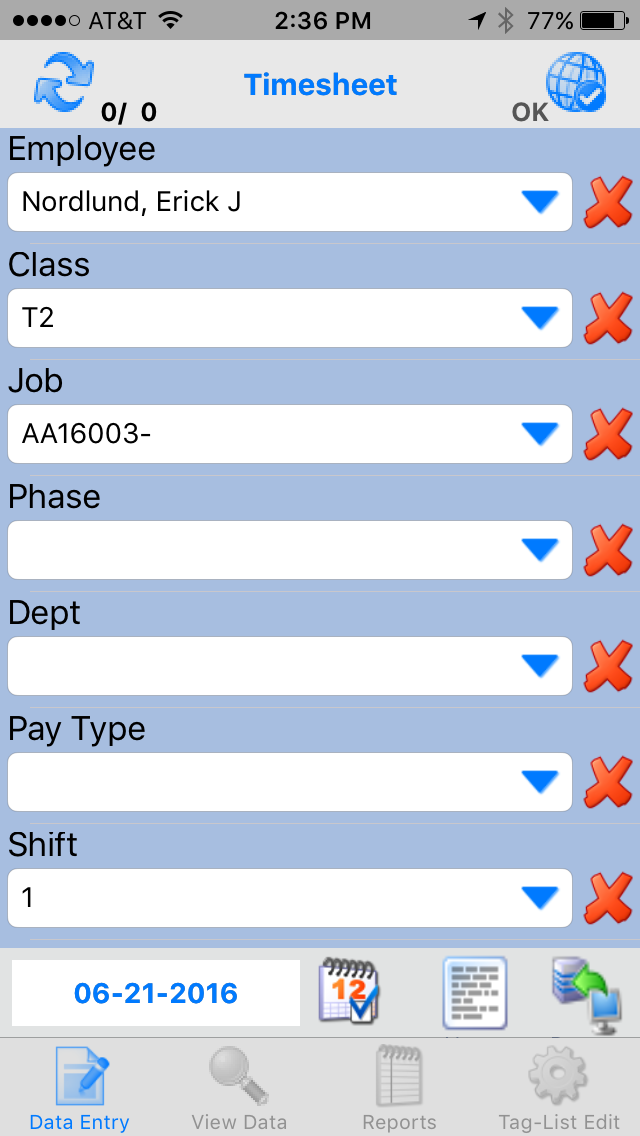 AT&T 2:36 PM 77%
Timesheet
0/ 0 OK
Employee
Nordlund, Erick J
Class
T2
Job
AA16003-
Phase
Dept
Pay Type
Shift
1
06-21-2016
12
Data Entry View Data Reports Tag-List Edit